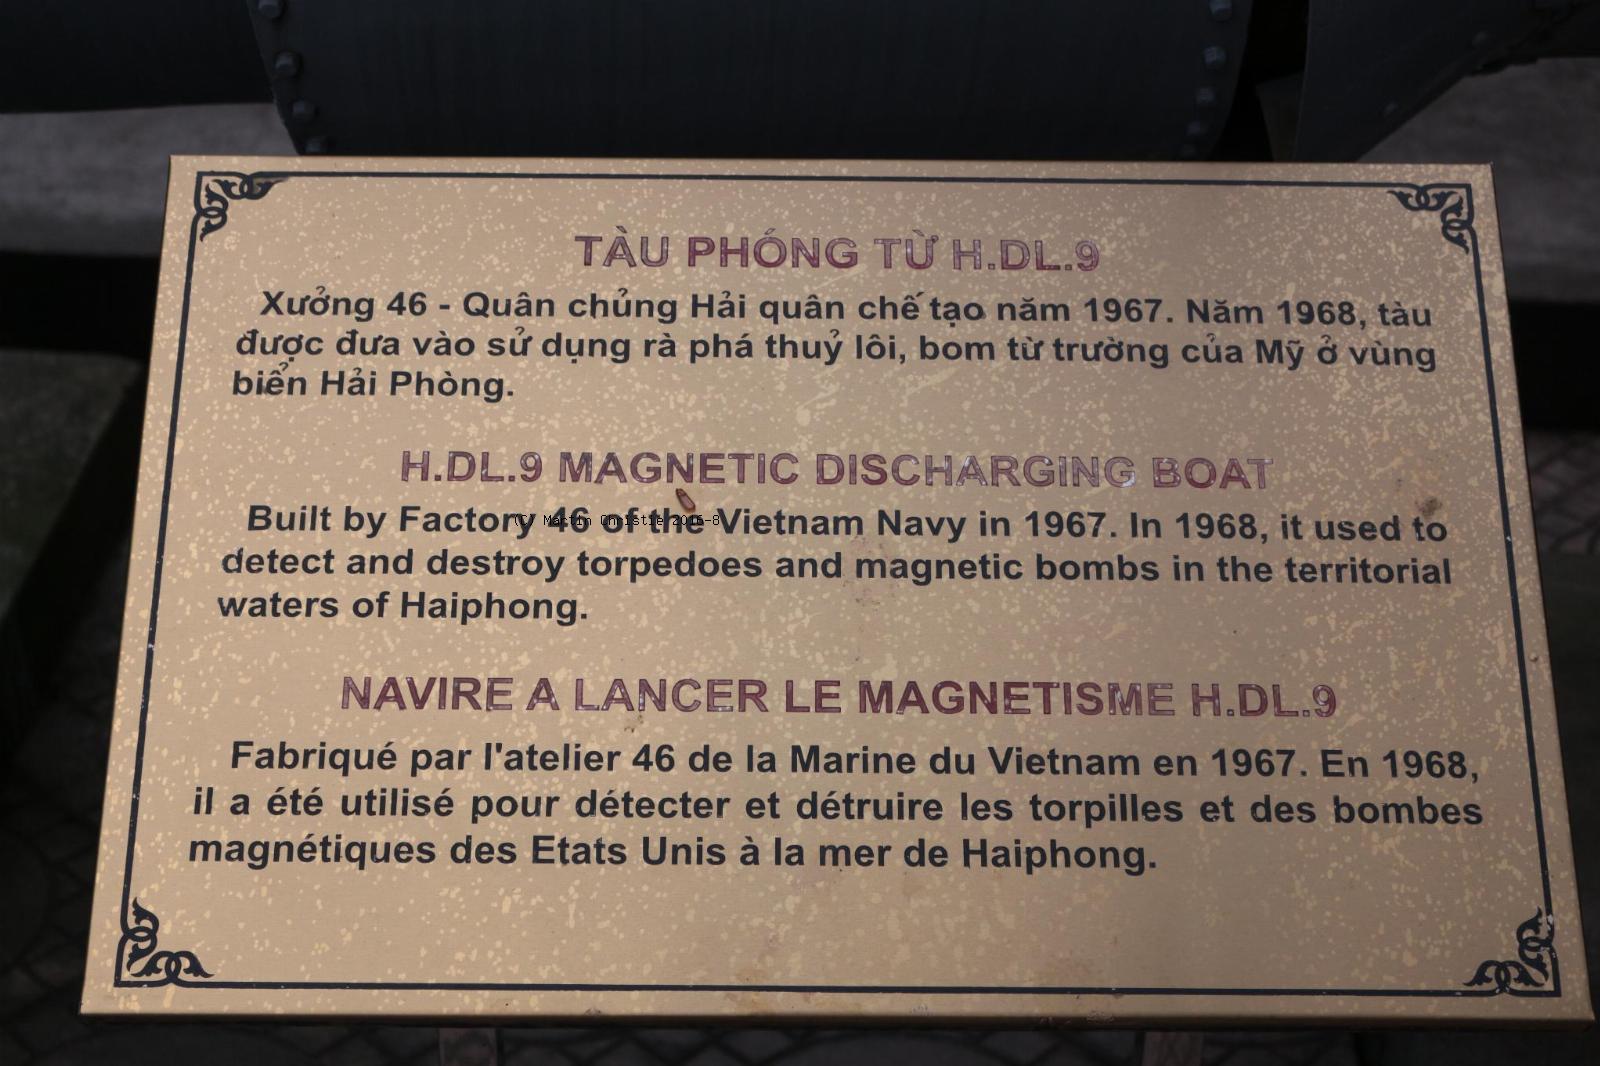 TÀU PHÓNG TỪ H.DL.9
Xưởng 46 - Quân chủng Hải quân chế tạo năm 1967. Năm 1968, tàu
được đưa vào sử dụng rà phá thuỷ lôi, bom từ trường của Mỹ ở vùng
biển Hải Phòng.
H.DL.9 MAGNETIC DISCHARGING BOAT
Built by Factory 46 of the Vietnam Navy in 1967. In 1968, it used to
(C) Martin Christie 2016-8
detect and destroy torpedoes and magnetic bombs in the territorial
waters of Haiphong.
NAVIRE A LANCER LE MAGNETISME H.DL.9
Fabriqué par l'atelier 46 de la Marine du Vietnam en 1967. En 1968,
il a été utilisé pour détecter et détruire les torpilles et des bombes
magnétiques des Etats Unis à la mer de Haiphong.